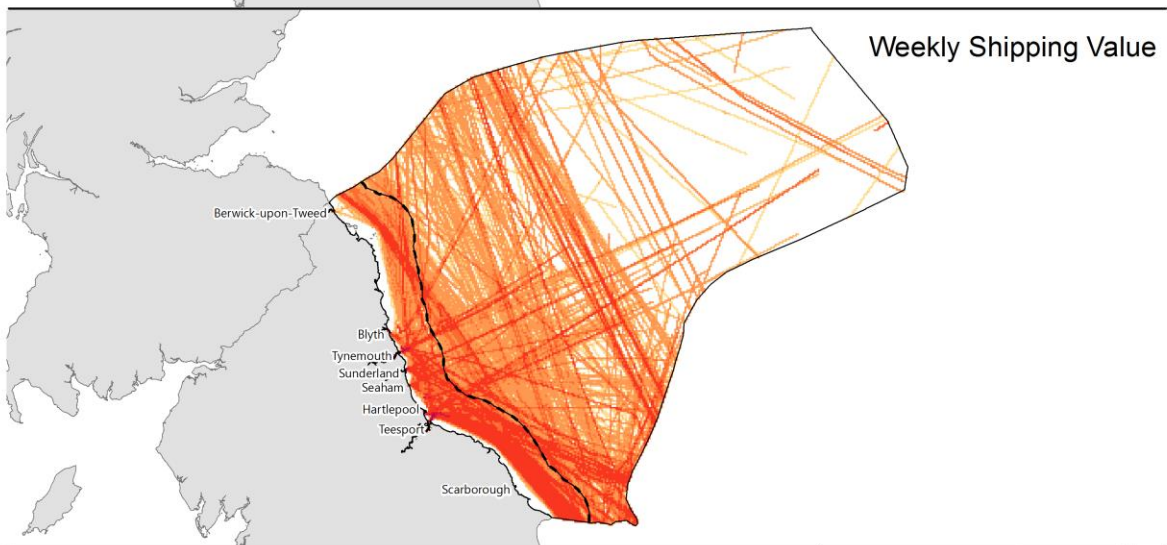 Weekly Shipping Value
Berwick-upon-Tweed
Blyth
Tynemouth
Sunderland
Seaham
Hartlepool
Teesport
Scarborough